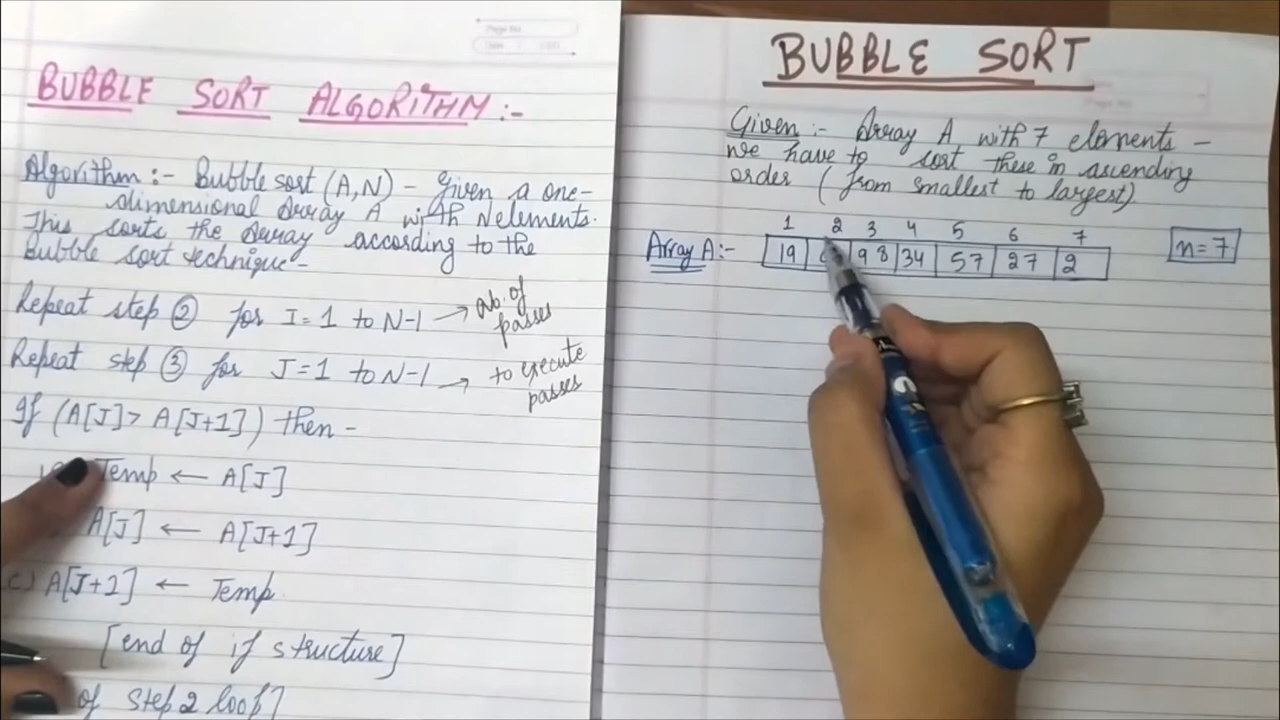 BUBBLE SORT ALGORITHM :-
Algorithm :- Bubble sort (A,N) - Given a one-
dimensional Array A with N elements.
This sorts the Array according to the
Bubble sort technique -
Repeat step ② for I = 1 to N-1 → No. of
passes
Repeat step ③ for J = 1 to N-1 → to execute
passes
If (A[J] > A[J+1]) then -
Temp ← A[J]
A[J] ← A[J+1]
c) A[J+1] ← Temp
[end of if structure]
of step 2 loop]
Page No.
Date
BUBBLE SORT
Given :- Array A with 7 elements -
we have to sort these in ascending
order (from smallest to largest).
1 2 3 4 5 6 7
Array A :- 19 98 34 57 27 2
n = 7